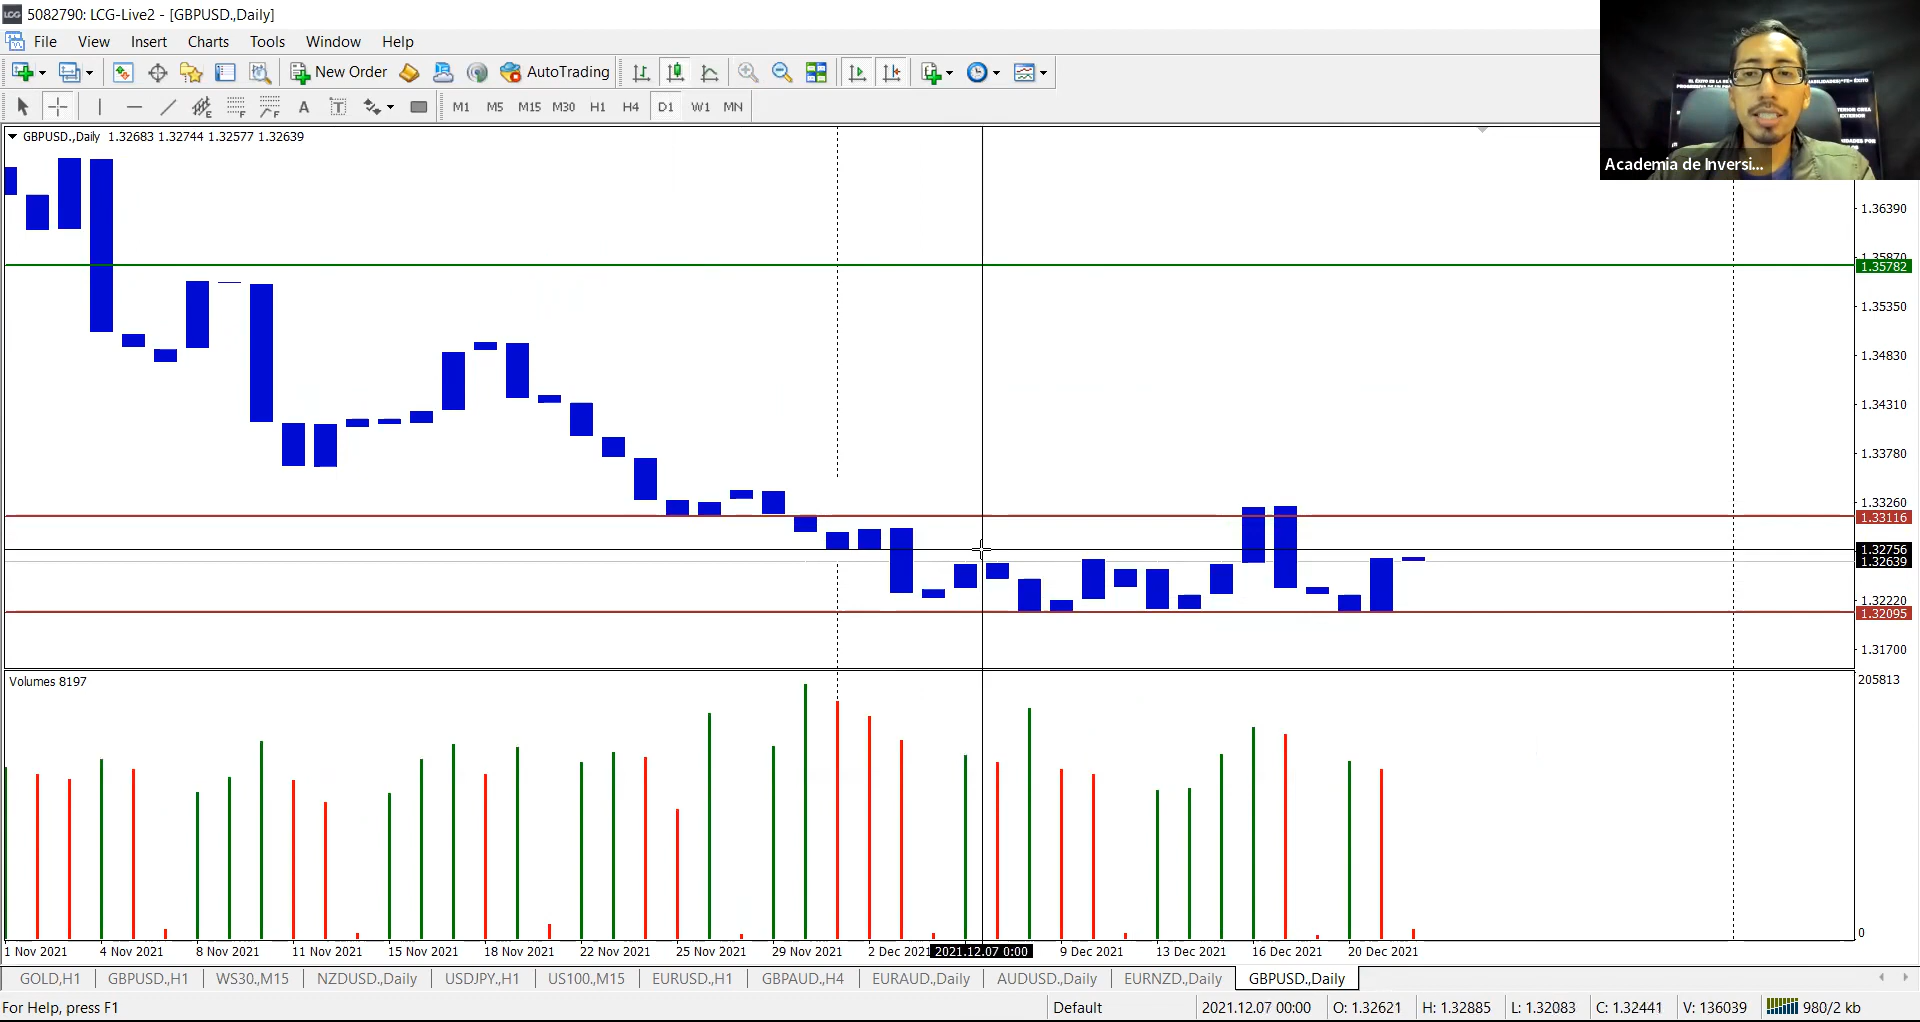 5082790: LCG-Live2 - [GBPUSD.,Daily]
File View Insert Charts Tools Window Help
New Order AutoTrading
M1 M5 M15 M30 H1 H4 D1 W1 MN
GBPUSD.,Daily 1.32683 1.32744 1.32577 1.32639
Academia de Inversi...
1.36390
1.35782
1.35350
1.34830
1.34310
1.33780
1.33260
1.33116
1.32756
1.32639
1.32220
1.32095
1.31700
Volumes 8197
205813
0
1 Nov 2021 4 Nov 2021 8 Nov 2021 11 Nov 2021 15 Nov 2021 18 Nov 2021 22 Nov 2021 25 Nov 2021 29 Nov 2021 2 Dec 2021 2021.12.07 0:00 9 Dec 2021 13 Dec 2021 16 Dec 2021 20 Dec 2021
GOLD,H1 GBPUSD.,H1 WS30.,M15 NZDUSD.,Daily USDJPY.,H1 US100.,M15 EURUSD.,H1 GBPAUD.,H4 EURAUD.,Daily AUDUSD.,Daily EURNZD.,Daily GBPUSD.,Daily
For Help, press F1 Default 2021.12.07 00:00 O: 1.32621 H: 1.32885 L: 1.32083 C: 1.32441 V: 136039 980/2 kb